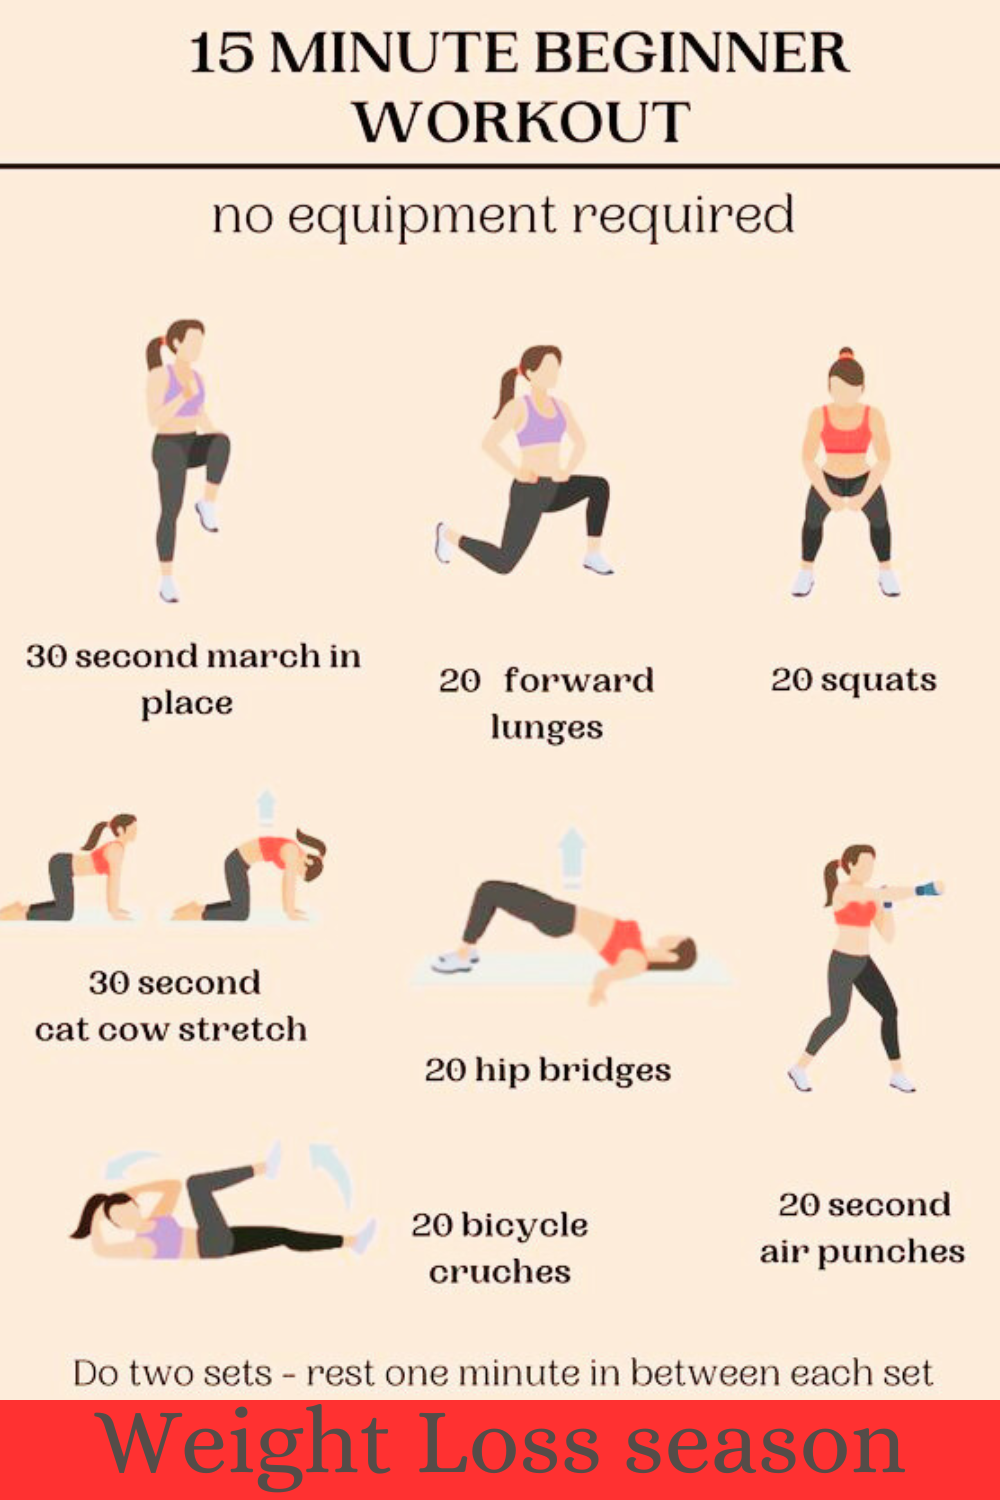 15 MINUTE BEGINNER
WORKOUT
no equipment required
30 second march in
place
20 forward
lunges
20 squats
30 second
cat cow stretch
20 hip bridges
20 second
air punches
20 bicycle
cruches
Do two sets - rest one minute in between each set
Weight Loss season